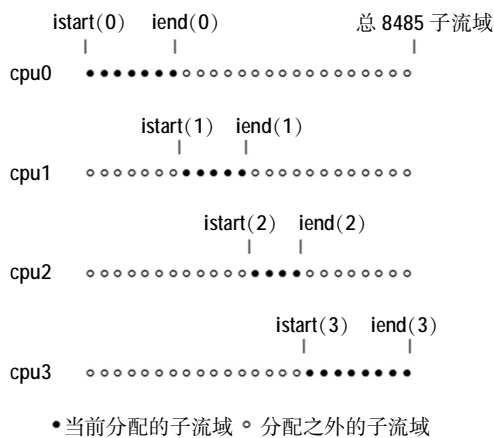 istart(0) iend(0) 总 8485 子流域
cpu0
istart(1) iend(1)
cpu1
istart(2) iend(2)
cpu2
istart(3) iend(3)
cpu3
•当前分配的子流域 ∘ 分配之外的子流域